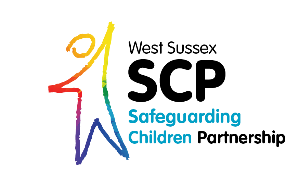 West Sussex
SCP
Safeguarding
Children Partnership